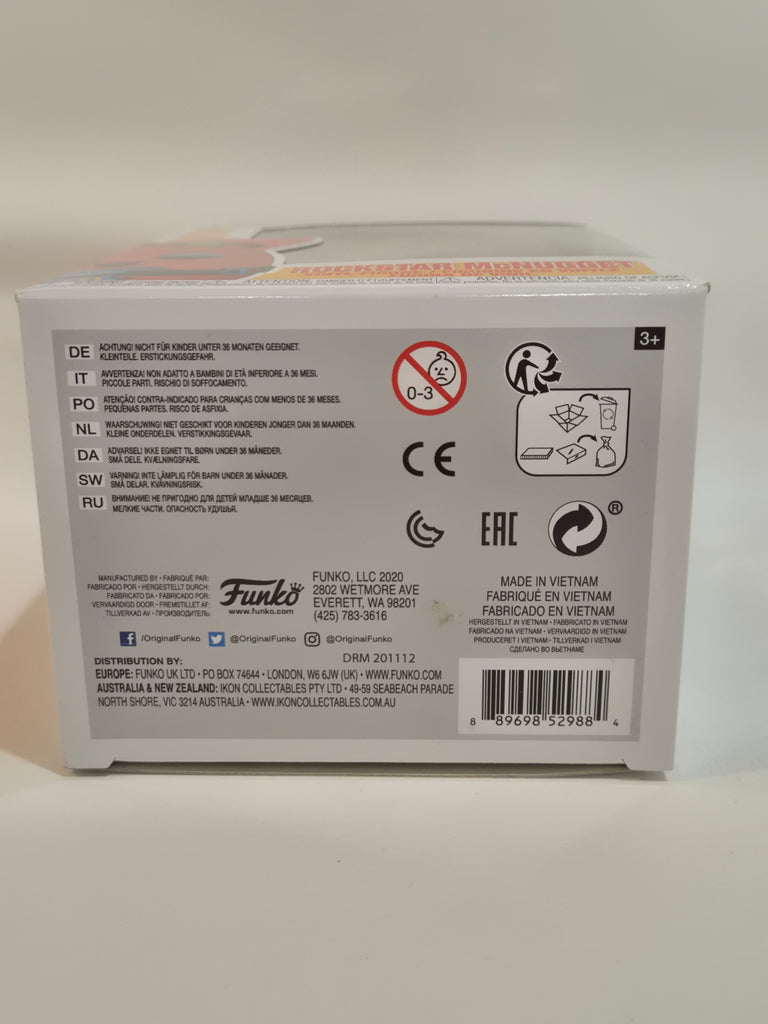 ROCKSTAR McNUGGET
3+
DE ACHTUNG! NICHT FÜR KINDER UNTER 36 MONATEN GEEIGNET.
KLEINTEILE. ERSTICKUNGSGEFAHR.
IT AVVERTENZA! NON ADATTO A BAMBINI DI ETÀ INFERIORE A 36 MESI.
PICCOLE PARTI. RISCHIO DI SOFFOCAMENTO.
PO ATENÇÃO! CONTRA-INDICADO PARA CRIANÇAS COM MENOS DE 36 MESES.
PEQUENAS PARTES. RISCO DE ASFIXIA.
NL WAARSCHUWING! NIET GESCHIKT VOOR KINDEREN JONGER DAN 36 MAANDEN.
KLEINE ONDERDELEN. VERSTIKKINGSGEVAAR.
DA ADVARSEL! IKKE EGNET TIL BØRN UNDER 36 MÅNEDER.
SMÅ DELE. KVÆLNINGSFARE.
SW VARNING! INTE LÄMPLIG FÖR BARN UNDER 36 MÅNADER.
SMÅ DELAR. KVÄVNINGSRISK.
RU ВНИМАНИЕ! НЕ ПРИГОДНО ДЛЯ ДЕТЕЙ МЛАДШЕ 36 МЕСЯЦЕВ.
МЕЛКИЕ ЧАСТИ. ОПАСНОСТЬ УДУШЬЯ.
0-3
CE
EAC
®
MANUFACTURED BY • FABRIQUÉ PAR:
FABRICADO POR • HERGESTELLT DURCH:
FABBRICATO DA • FABRICADO POR:
VERVAARDIGD DOOR • FREMSTILLET AF:
TILLVERKAD AV • ПРОИЗВОДИТЕЛЬ:
Funko
www.funko.com
FUNKO, LLC 2020
2802 WETMORE AVE
EVERETT, WA 98201
(425) 783-3616
/OriginalFunko @OriginalFunko @OriginalFunko
DRM 201112
DISTRIBUTION BY:
EUROPE: FUNKO UK LTD • PO BOX 74644 • LONDON, W6 6JW (UK) • WWW.FUNKO.COM
AUSTRALIA & NEW ZEALAND: IKON COLLECTABLES PTY LTD • 49-59 SEABEACH PARADE
NORTH SHORE, VIC 3214 AUSTRALIA • WWW.IKONCOLLECTABLES.COM.AU
MADE IN VIETNAM
FABRIQUÉ EN VIETNAM
FABRICADO EN VIETNAM
HERGESTELLT IN VIETNAM • FABBRICATO IN VIETNAM
FABRICADO NA VIETNAM • VERVAARDIGD IN VIETNAM
PRODUCERET I VIETNAM • TILLVERKAD I VIETNAM
СДЕЛАНО ВО ВЬЕТНАМЕ
8 89698 52988 4